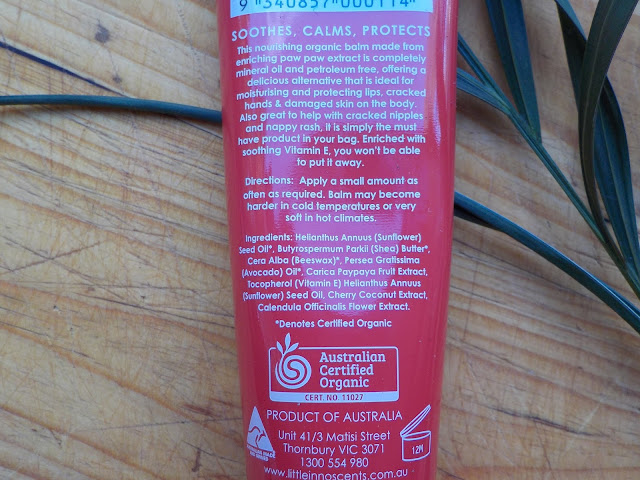 9 "340857"000114"
SOOTHES, CALMS, PROTECTS
This nourishing organic balm made from
enriching paw paw extract is completely
mineral oil and petroleum free, offering a
delicious alternative that is ideal for
moisturising and protecting lips, cracked
hands & damaged skin on the body.
Also great to help with cracked nipples
and nappy rash, it is simply the must
have product in your bag. Enriched with
soothing Vitamin E, you won't be able
to put it away.
Directions: Apply a small amount as
often as required. Balm may become
harder in cold temperatures or very
soft in hot climates.
Ingredients: Helianthus Annuus (Sunflower)
Seed Oil*, Butyrospermum Parkii (Shea) Butter*,
Cera Alba (Beeswax)*, Persea Gratissima
(Avocado) Oil*, Carica Paypaya Fruit Extract,
Tocopherol (Vitamin E) Helianthus Annuus
(Sunflower) Seed Oil, Cherry Coconut Extract,
Calendula Officinalis Flower Extract.
*Denotes Certified Organic
Australian
Certified
Organic
CERT. NO. 11027
PRODUCT OF AUSTRALIA
Unit 41/3 Matisi Street
Thornbury VIC 3071
1300 554 980
www.littleinnoscents.com.au
12M